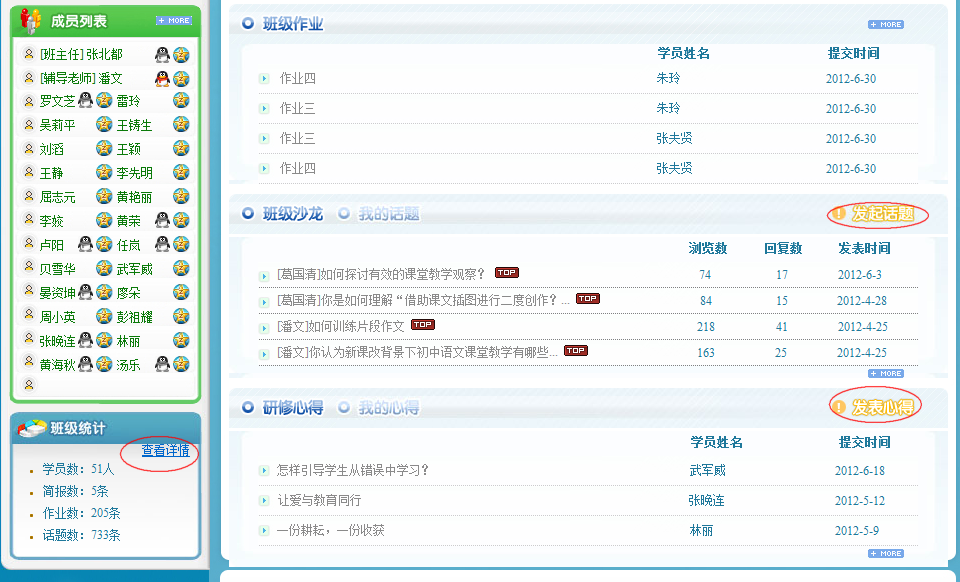 成员列表
+ MORE
[班主任] 张北都
[辅导老师] 潘文
罗文芝 雷玲
吴莉平 王铸生
刘滔 王颖
王静 李先明
屈志元 黄艳丽
李姣 黄荣
卢阳 任岚
贝雪华 武军威
晏资坤 廖朵
周小英 彭祖耀
张晚连 林丽
黄海秋 汤乐
班级统计
查看详情
学员数：51人
简报数：5条
作业数：205条
话题数：733条
班级作业
+ MORE
学员姓名 提交时间
作业四 朱玲 2012-6-30
作业三 朱玲 2012-6-30
作业三 张夫贤 2012-6-30
作业四 张夫贤 2012-6-30
班级沙龙 我的话题 发起话题
浏览数 回复数 发表时间
[葛国清]如何探讨有效的课堂教学观察？ TOP 74 17 2012-6-3
[葛国清]你是如何理解“借助课文插图进行二度创作？... TOP 84 15 2012-4-28
[潘文]如何训练片段作文 TOP 218 41 2012-4-25
[潘文]你认为新课改背景下初中语文课堂教学有哪些... TOP 163 25 2012-4-25
+ MORE
研修心得 我的心得 发表心得
学员姓名 提交时间
怎样引导学生从错误中学习？ 武军威 2012-6-18
让爱与教育同行 张晚连 2012-5-12
一份耕耘，一份收获 林丽 2012-5-9
+ MORE